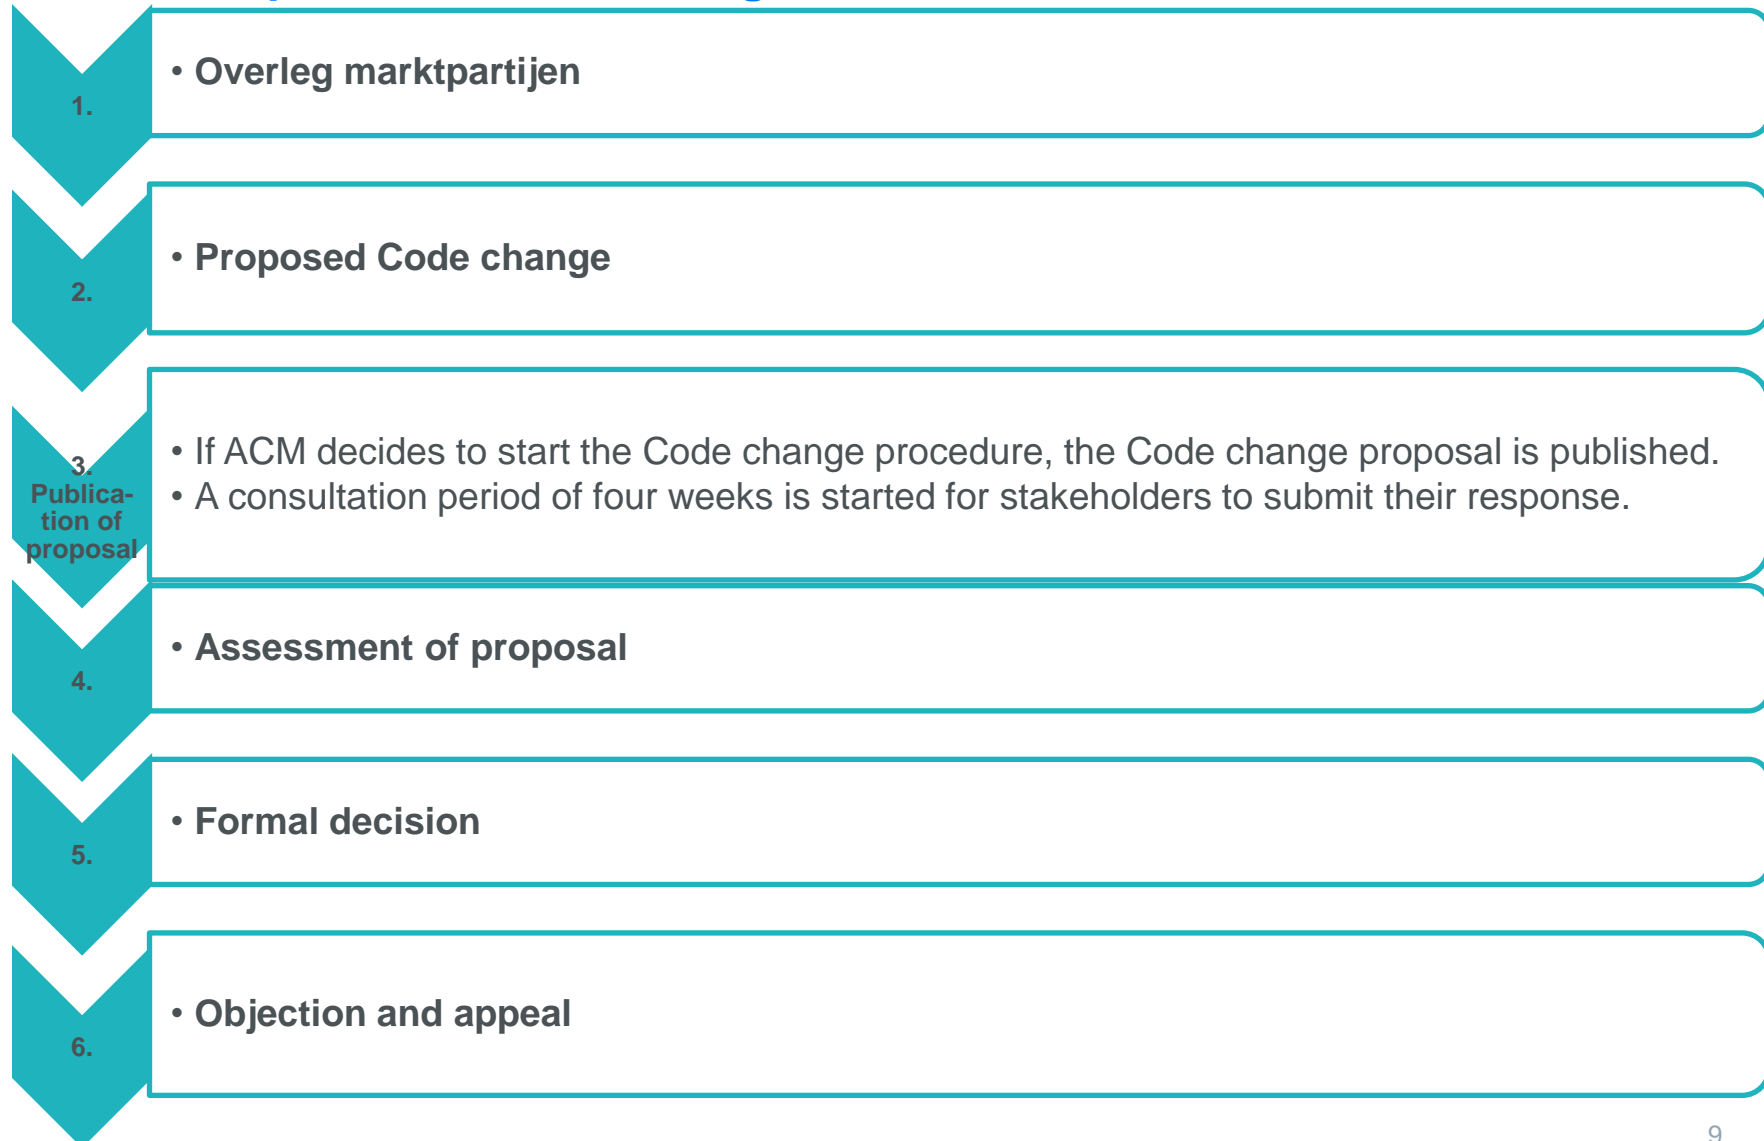 1.
• Overleg marktpartijen
2.
• Proposed Code change
3.
Publica-
tion of
proposal
• If ACM decides to start the Code change procedure, the Code change proposal is published.
• A consultation period of four weeks is started for stakeholders to submit their response.
4.
• Assessment of proposal
5.
• Formal decision
6.
• Objection and appeal
9